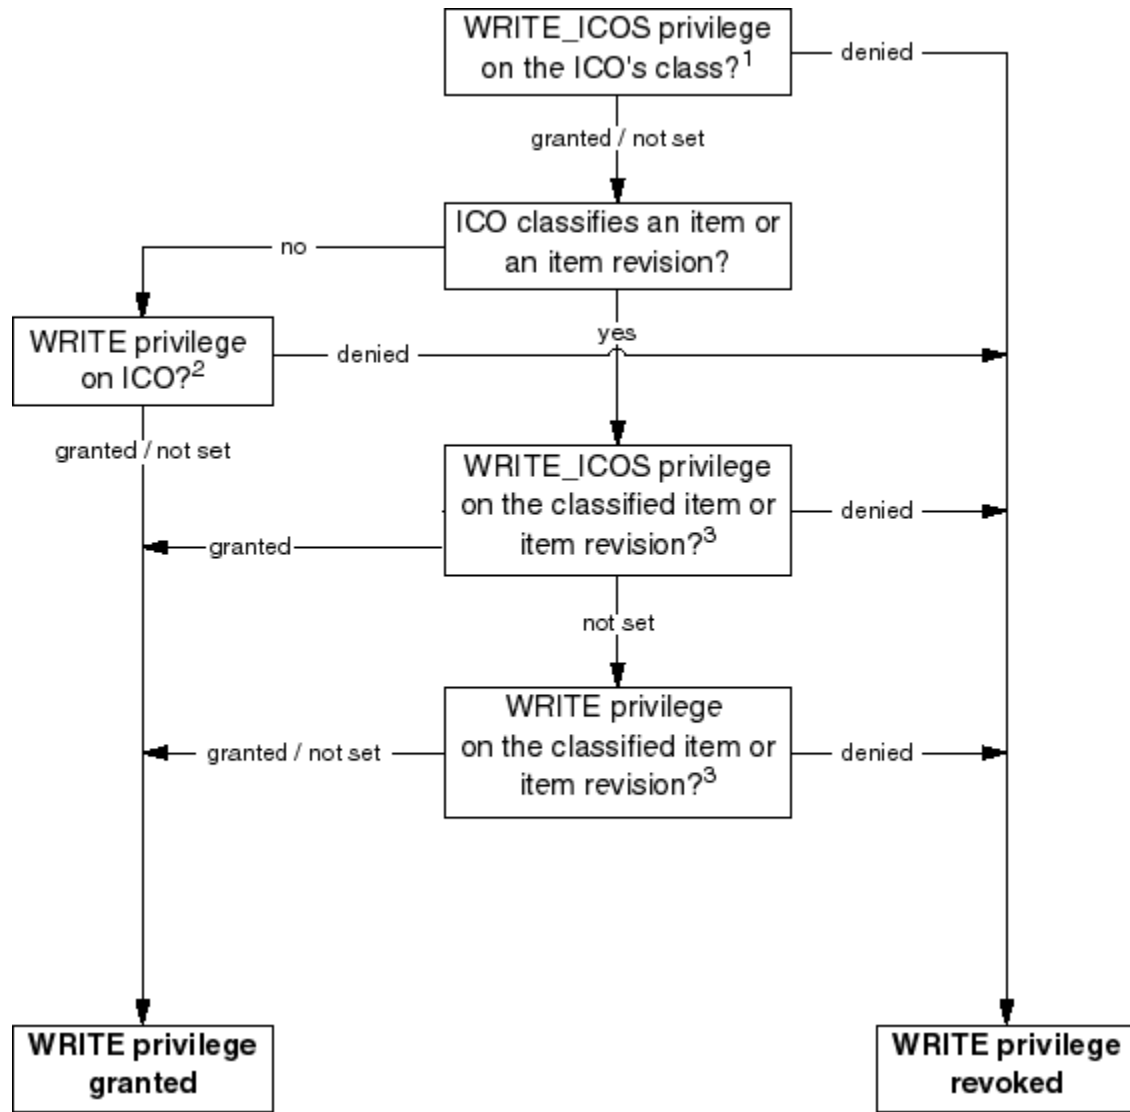 WRITE_ICOS privilege
on the ICO's class?¹
denied
granted / not set
ICO classifies an item or
an item revision?
no
yes
WRITE privilege
on ICO?²
denied
granted / not set
WRITE_ICOS privilege
on the classified item or
item revision?³
denied
granted
not set
WRITE privilege
on the classified item or
item revision?³
granted / not set
denied
WRITE privilege
granted
WRITE privilege
revoked